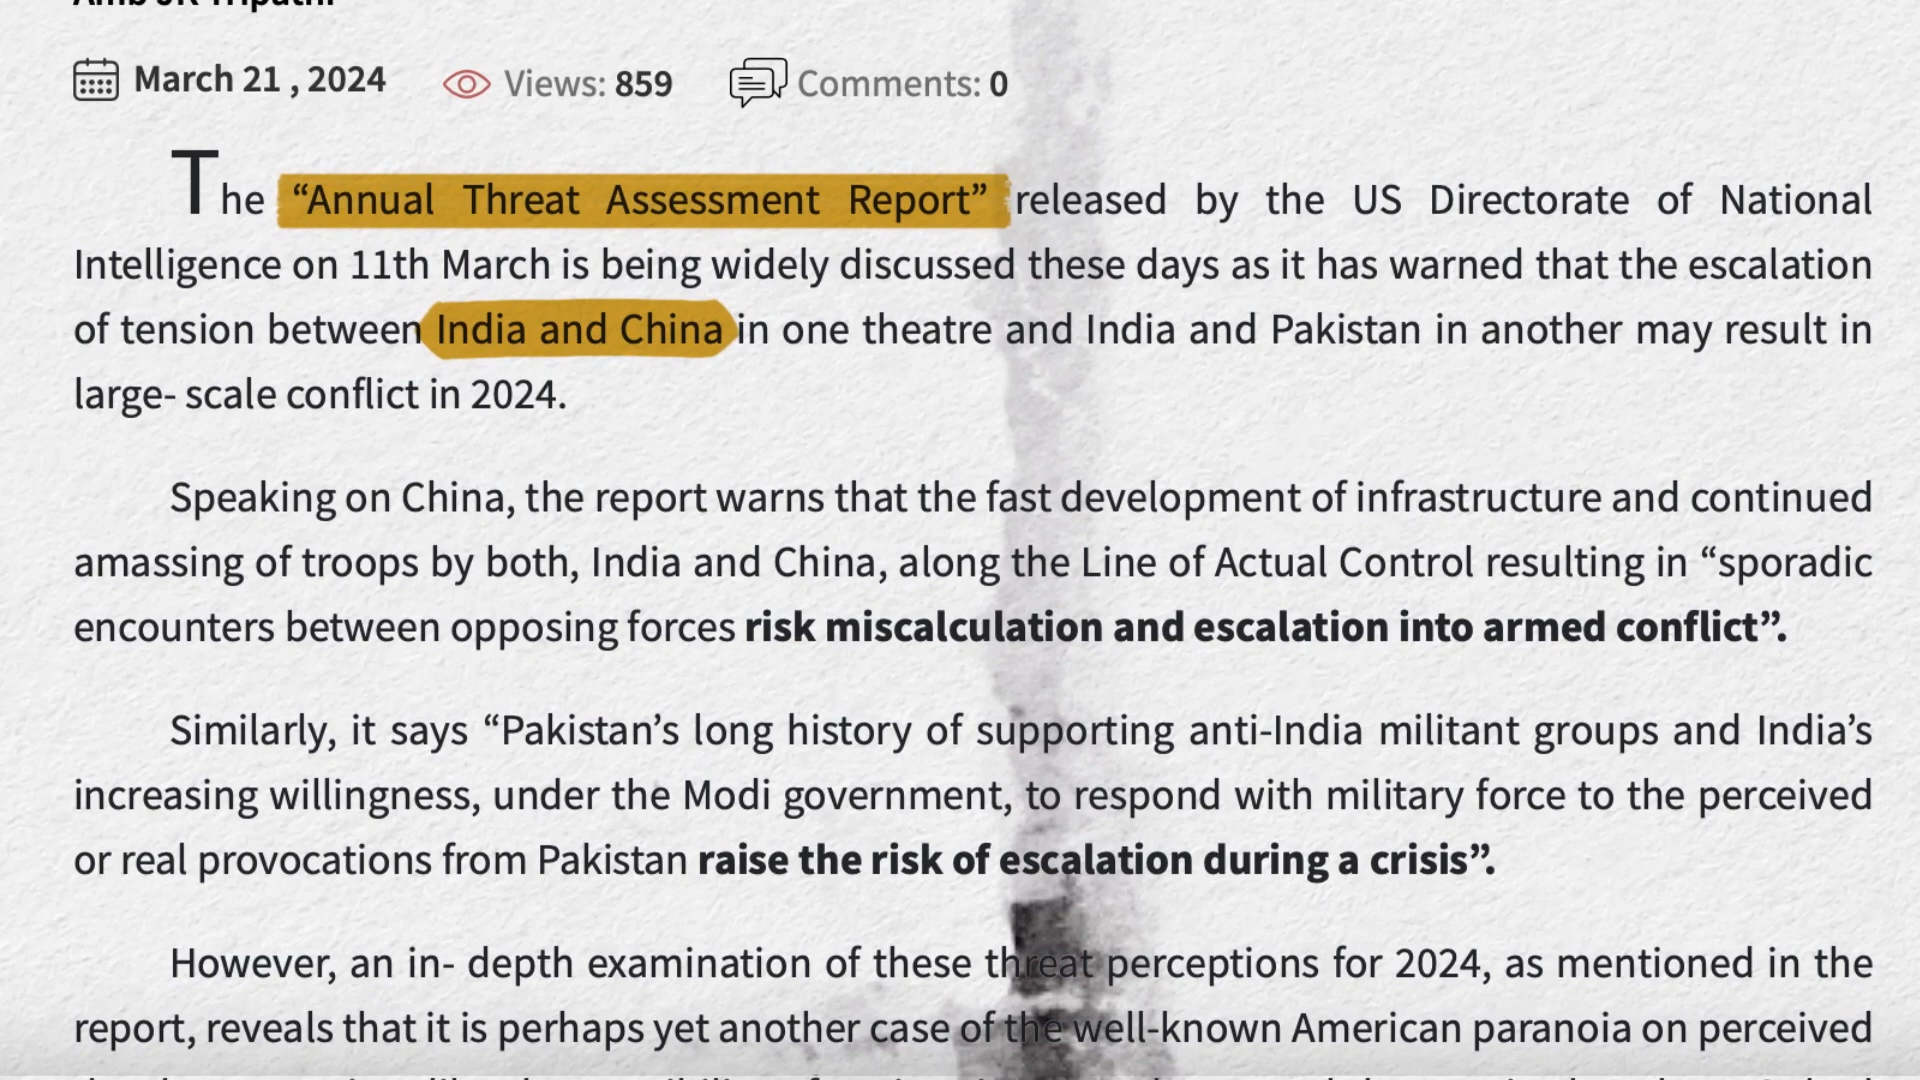 Amb JK Tripathi
March 21 , 2024 Views: 859 Comments: 0
The “Annual Threat Assessment Report” released by the US Directorate of National
Intelligence on 11th March is being widely discussed these days as it has warned that the escalation
of tension between India and China in one theatre and India and Pakistan in another may result in
large- scale conflict in 2024.
Speaking on China, the report warns that the fast development of infrastructure and continued
amassing of troops by both, India and China, along the Line of Actual Control resulting in “sporadic
encounters between opposing forces risk miscalculation and escalation into armed conflict”.
Similarly, it says “Pakistan’s long history of supporting anti-India militant groups and India’s
increasing willingness, under the Modi government, to respond with military force to the perceived
or real provocations from Pakistan raise the risk of escalation during a crisis”.
However, an in- depth examination of these threat perceptions for 2024, as mentioned in the
report, reveals that it is perhaps yet another case of the well-known American paranoia on perceived